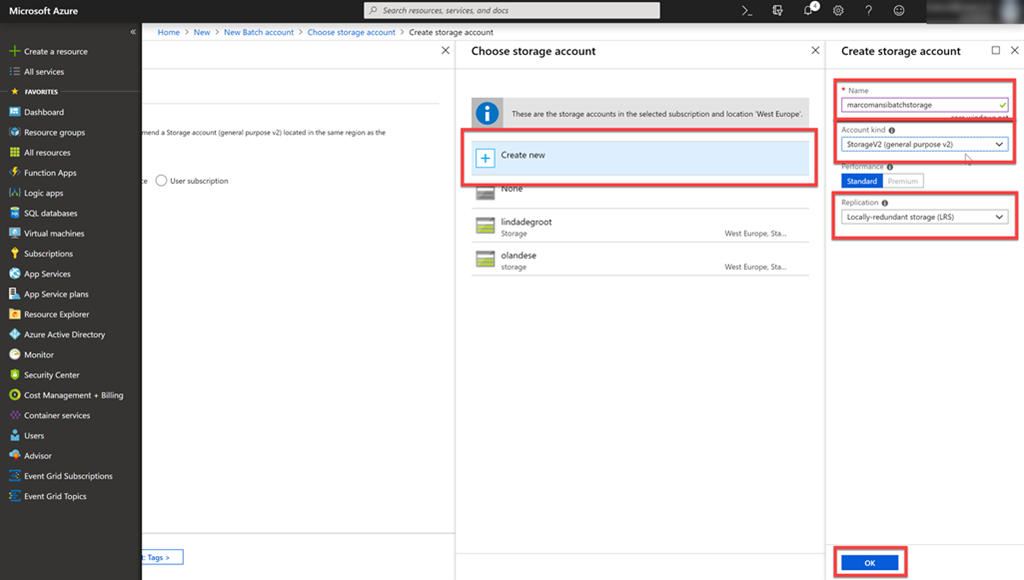 Microsoft Azure
Search resources, services, and docs
4
«
Home > New > New Batch account > Choose storage account > Create storage account
Create a resource
All services
FAVORITES
Dashboard
Resource groups
All resources
Function Apps
Logic apps
SQL databases
Virtual machines
Subscriptions
App Services
App Service plans
Resource Explorer
Azure Active Directory
Monitor
Security Center
Cost Management + Billing
Container services
Users
Advisor
Event Grid Subscriptions
Event Grid Topics
mend a Storage account (general purpose v2) located in the same region as the
ce User subscription
t: Tags >
Choose storage account
These are the storage accounts in the selected subscription and location 'West Europe'.
Create new
None
lindadegroot
Storage West Europe, Sta...
olandese
storage West Europe, Sta...
Create storage account
* Name
marcomansibatchstorage
Account kind
StorageV2 (general purpose v2)
Performance
Standard Premium
Replication
Locally-redundant storage (LRS)
OK